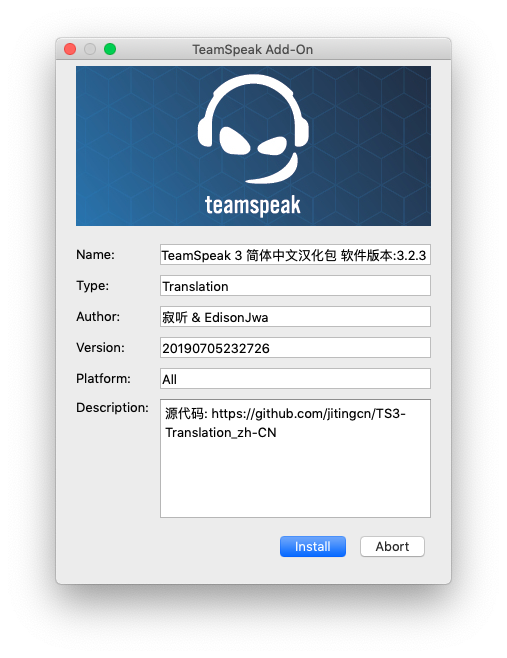 TeamSpeak Add-On
teamspeak
Name: TeamSpeak 3 简体中文汉化包 软件版本:3.2.3
Type: Translation
Author: 寂听 & EdisonJwa
Version: 20190705232726
Platform: All
Description: 源代码: https://github.com/jitingcn/TS3-
Translation_zh-CN
Install Abort